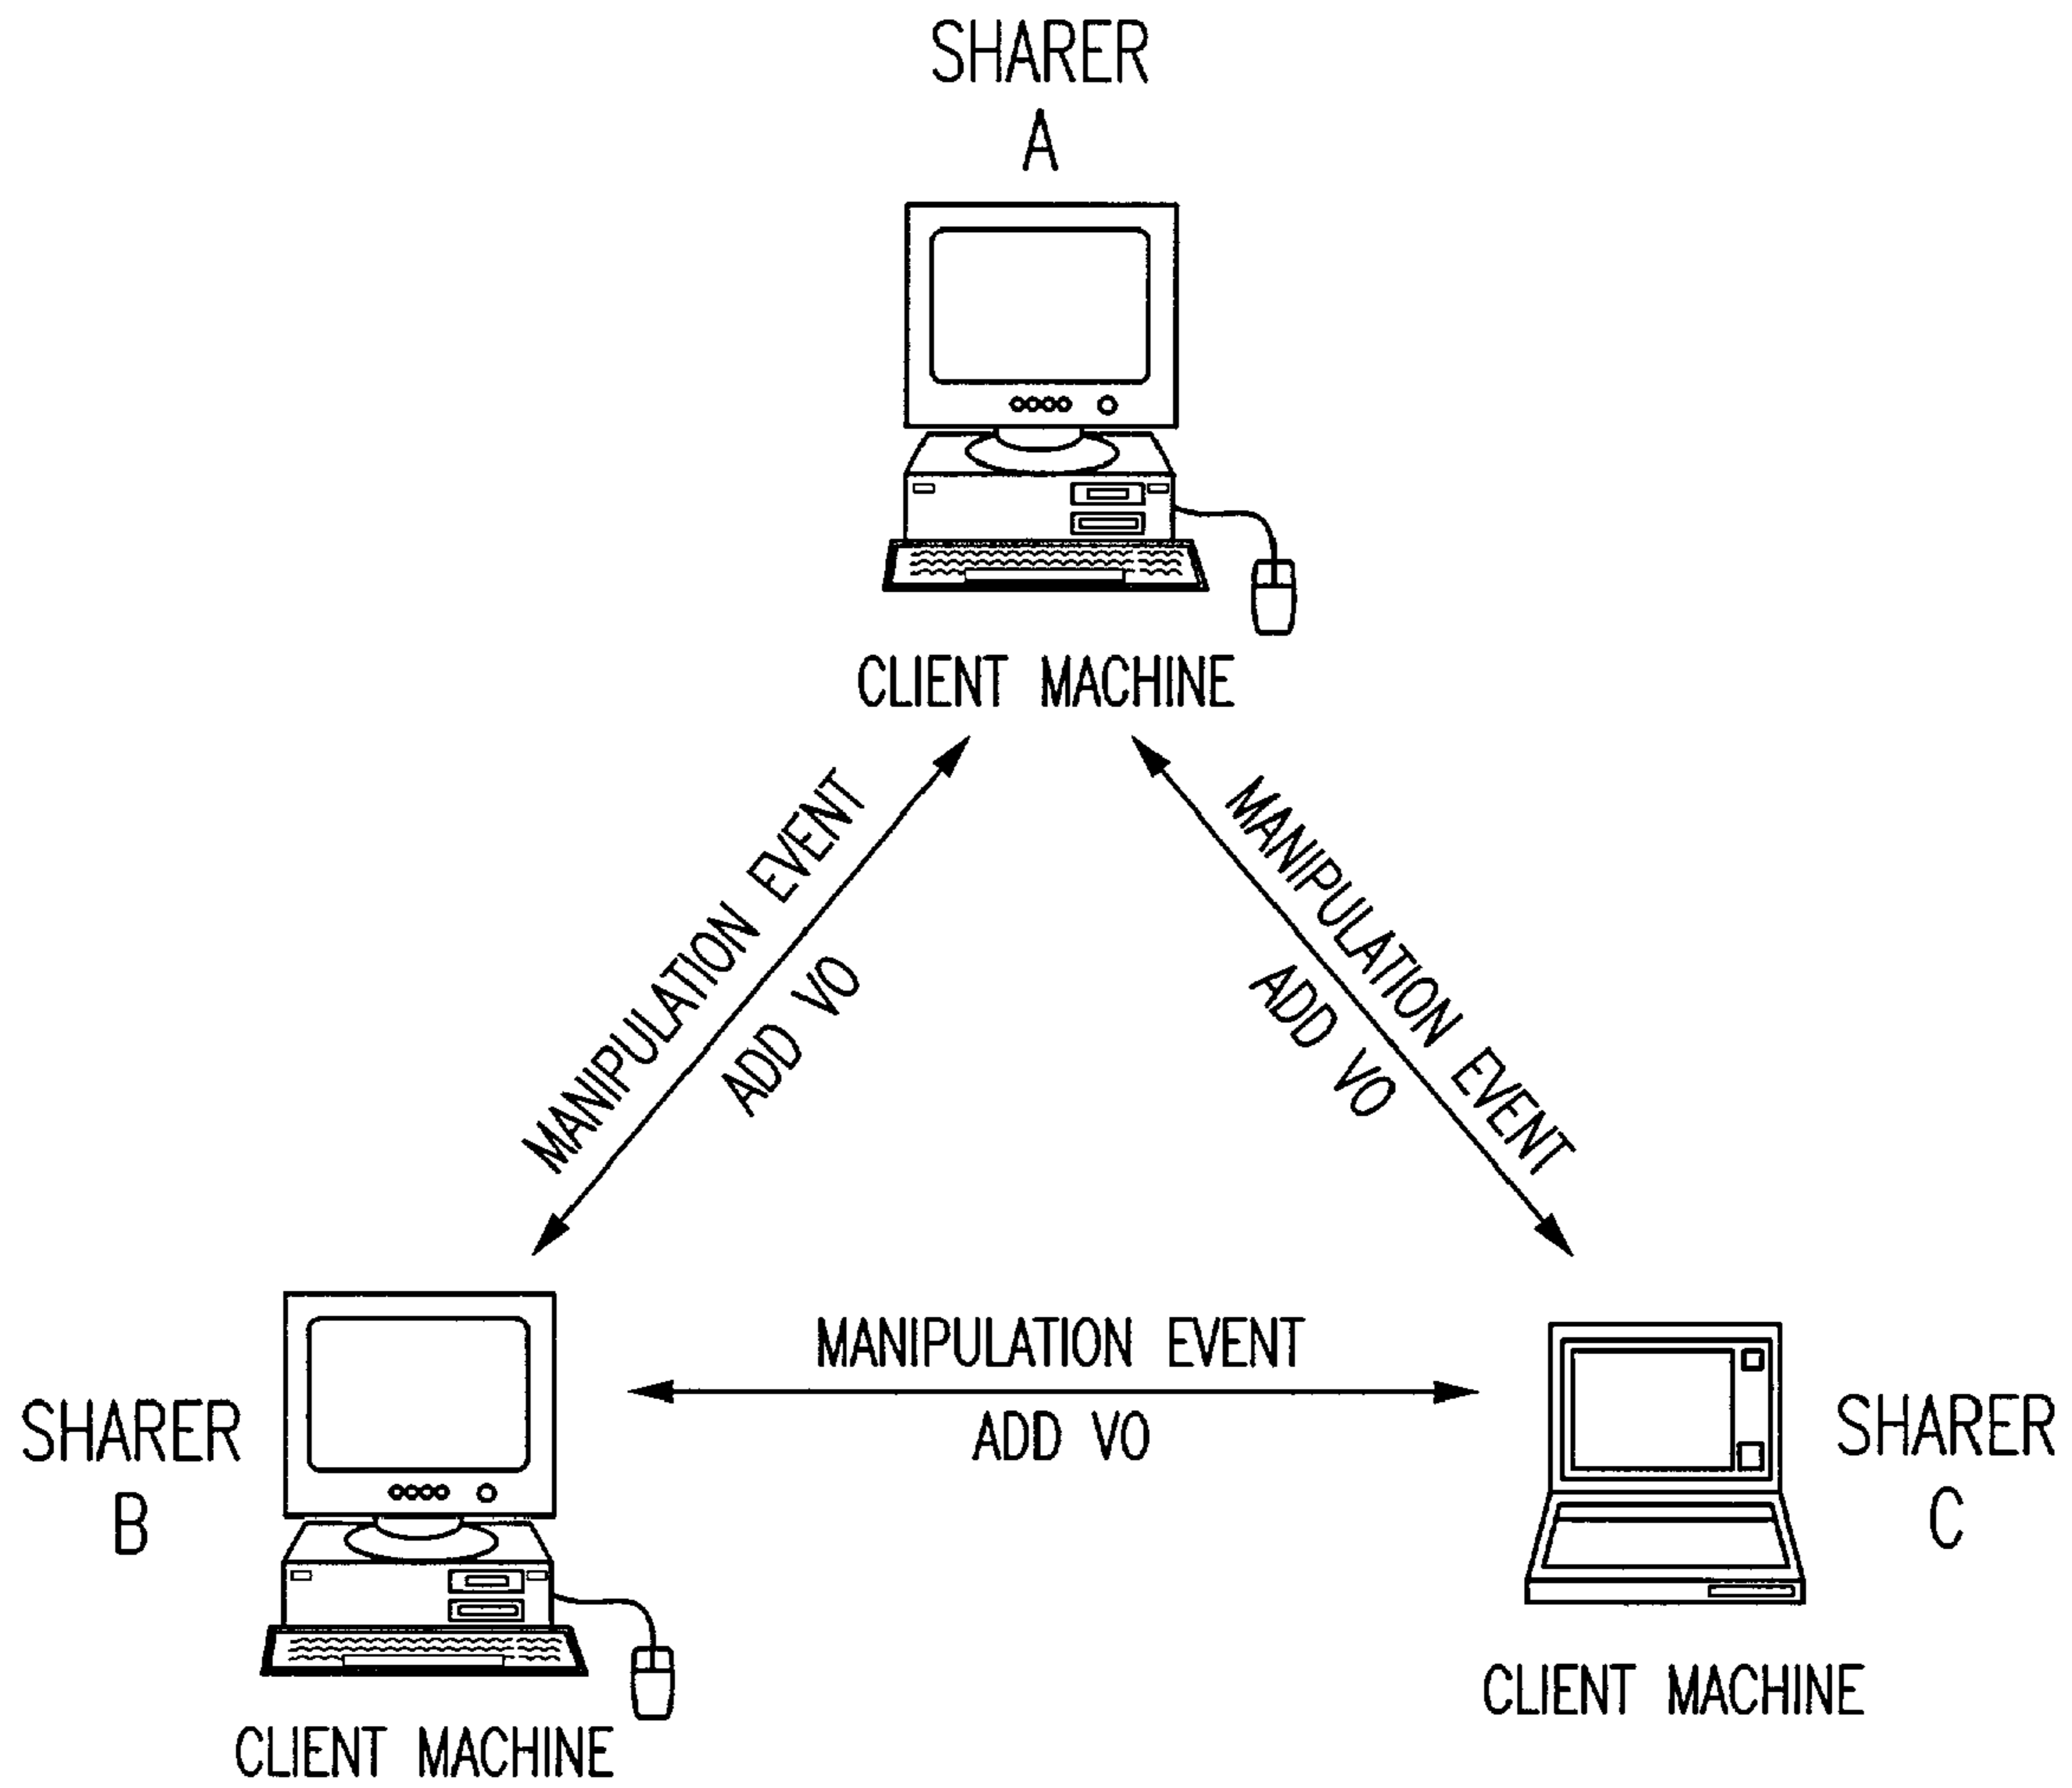 SHARER
A
CLIENT MACHINE
MANIPULATION EVENT
ADD VO
MANIPULATION EVENT
ADD VO
MANIPULATION EVENT
ADD VO
SHARER
B
SHARER
C
CLIENT MACHINE
CLIENT MACHINE